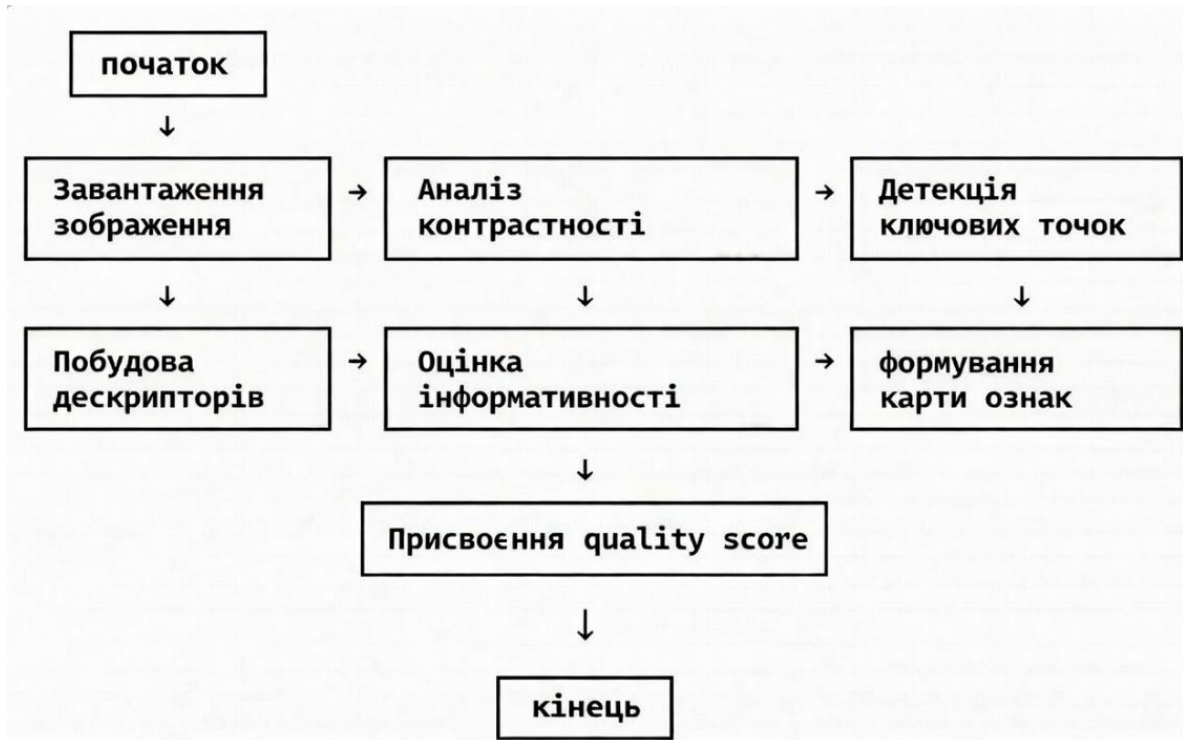 початок
↓
Завантаження → Аналіз → Детекція
зображення контрастності ключових точок
↓ ↓ ↓
Побудова → Оцінка → формування
дескрипторів інформативності карти ознак
↓
Присвоєння quality score
↓
кінець